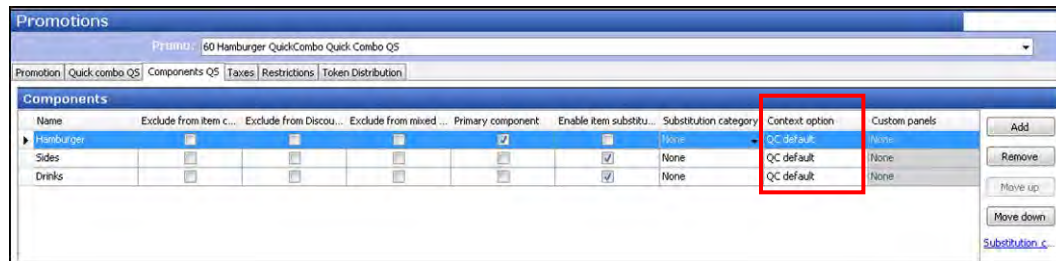 Promotions
Promo: 60 Hamburger QuickCombo Quick Combo QS
Promotion Quick combo QS Components QS Taxes Restrictions Token Distribution
Components
Name Exclude from item c... Exclude from Discou... Exclude from mixed ... Primary component Enable item substitu... Substitution category Context option Custom panels
Hamburger None QC default None
Sides None QC default None
Drinks None QC default None
Add
Remove
Move up
Move down
Substitution c...